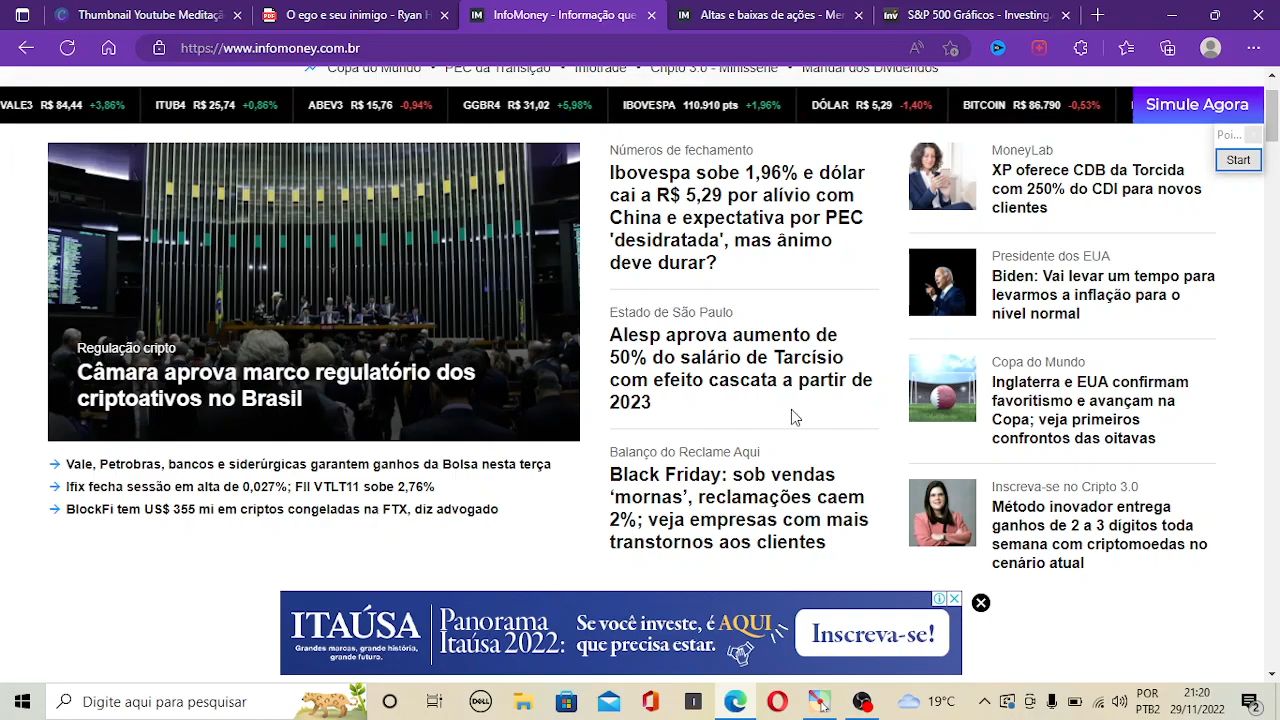 Thumbnail Youtube Meditaçã
O ego e seu inimigo - Ryan H
InfoMoney - Informação que
Altas e baixas de ações - Me
S&P 500 Gráficos - Investing.
https://www.infomoney.com.br
Copa do Mundo • PEC da Transição • Infotrade • Cripto 3.0 - Minissérie • Manual dos Dividendos
VALE3 R$ 84,44 +3,86% ITUB4 R$ 25,74 +0,86% ABEV3 R$ 15,76 -0,94% GGBR4 R$ 31,02 +5,98% IBOVESPA 110.910 pts +1,96% DÓLAR R$ 5,29 -1,40% BITCOIN R$ 86.790 -0,53%
Simule Agora
Poi...
Start
Regulação cripto
Câmara aprova marco regulatório dos
criptoativos no Brasil
Vale, Petrobras, bancos e siderúrgicas garantem ganhos da Bolsa nesta terça
Ifix fecha sessão em alta de 0,027%; FII VTLT11 sobe 2,76%
BlockFi tem US$ 355 mi em criptos congeladas na FTX, diz advogado
Números de fechamento
Ibovespa sobe 1,96% e dólar
cai a R$ 5,29 por alívio com
China e expectativa por PEC
'desidratada', mas ânimo
deve durar?
Estado de São Paulo
Alesp aprova aumento de
50% do salário de Tarcísio
com efeito cascata a partir de
2023
Balanço do Reclame Aqui
Black Friday: sob vendas
‘mornas’, reclamações caem
2%; veja empresas com mais
transtornos aos clientes
MoneyLab
XP oferece CDB da Torcida
com 250% do CDI para novos
clientes
Presidente dos EUA
Biden: Vai levar um tempo para
levarmos a inflação para o
nível normal
Copa do Mundo
Inglaterra e EUA confirmam
favoritismo e avançam na
Copa; veja primeiros
confrontos das oitavas
Inscreva-se no Cripto 3.0
Método inovador entrega
ganhos de 2 a 3 dígitos toda
semana com criptomoedas no
cenário atual
ITAÚSA
Grandes marcas, grande história,
grande futuro.
Panorama
Itaúsa 2022:
Se você investe, é AQUI
que precisa estar.
Inscreva-se!
Digite aqui para pesquisar
DELL
19°C
POR
PTB2
21:20
29/11/2022
2